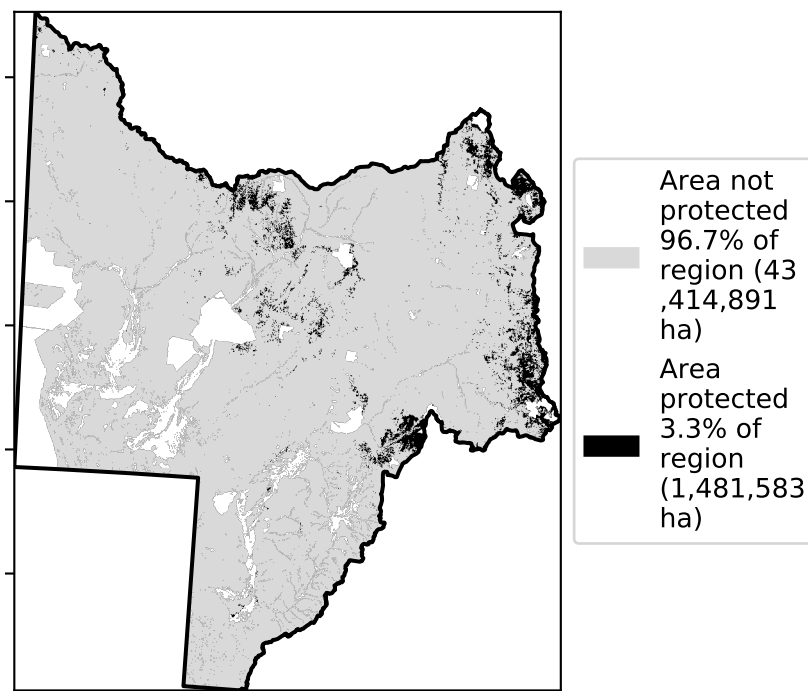 Area not
protected
96.7% of
region (43
,414,891
ha)
Area
protected
3.3% of
region
(1,481,583
ha)